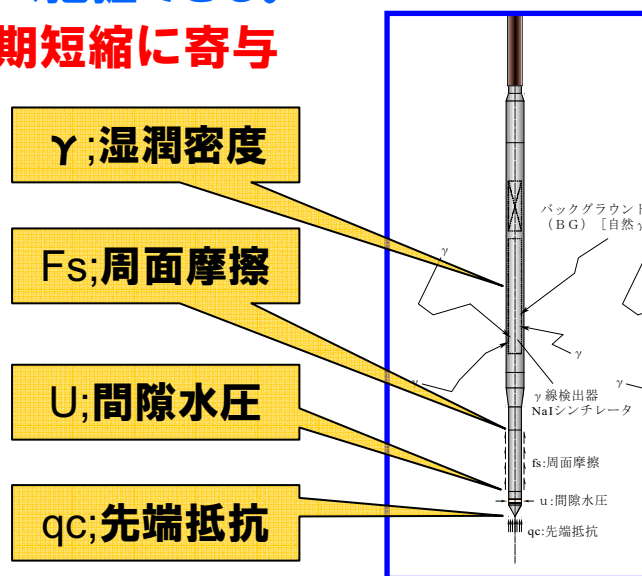 期短縮に寄与
γ;湿潤密度
Fs;周面摩擦
U;間隙水圧
qc;先端抵抗
バックグラウンド
(BG) [自然γ
γ
γ
γ
γ
γ線検出器
NaIシンチレータ
fs:周面摩擦
u:間隙水圧
qc:先端抵抗